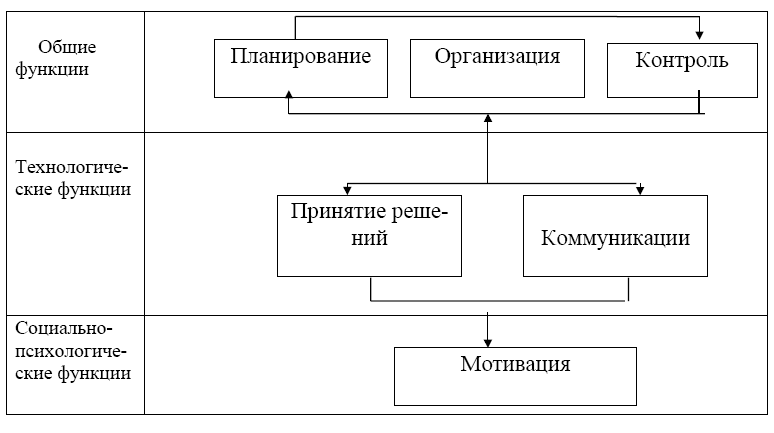 Общие
функции
Планирование
Организация
Контроль
Технологиче-
ские функции
Принятие реше-
ний
Коммуникации
Социально-
психологиче-
ские функции
Мотивация